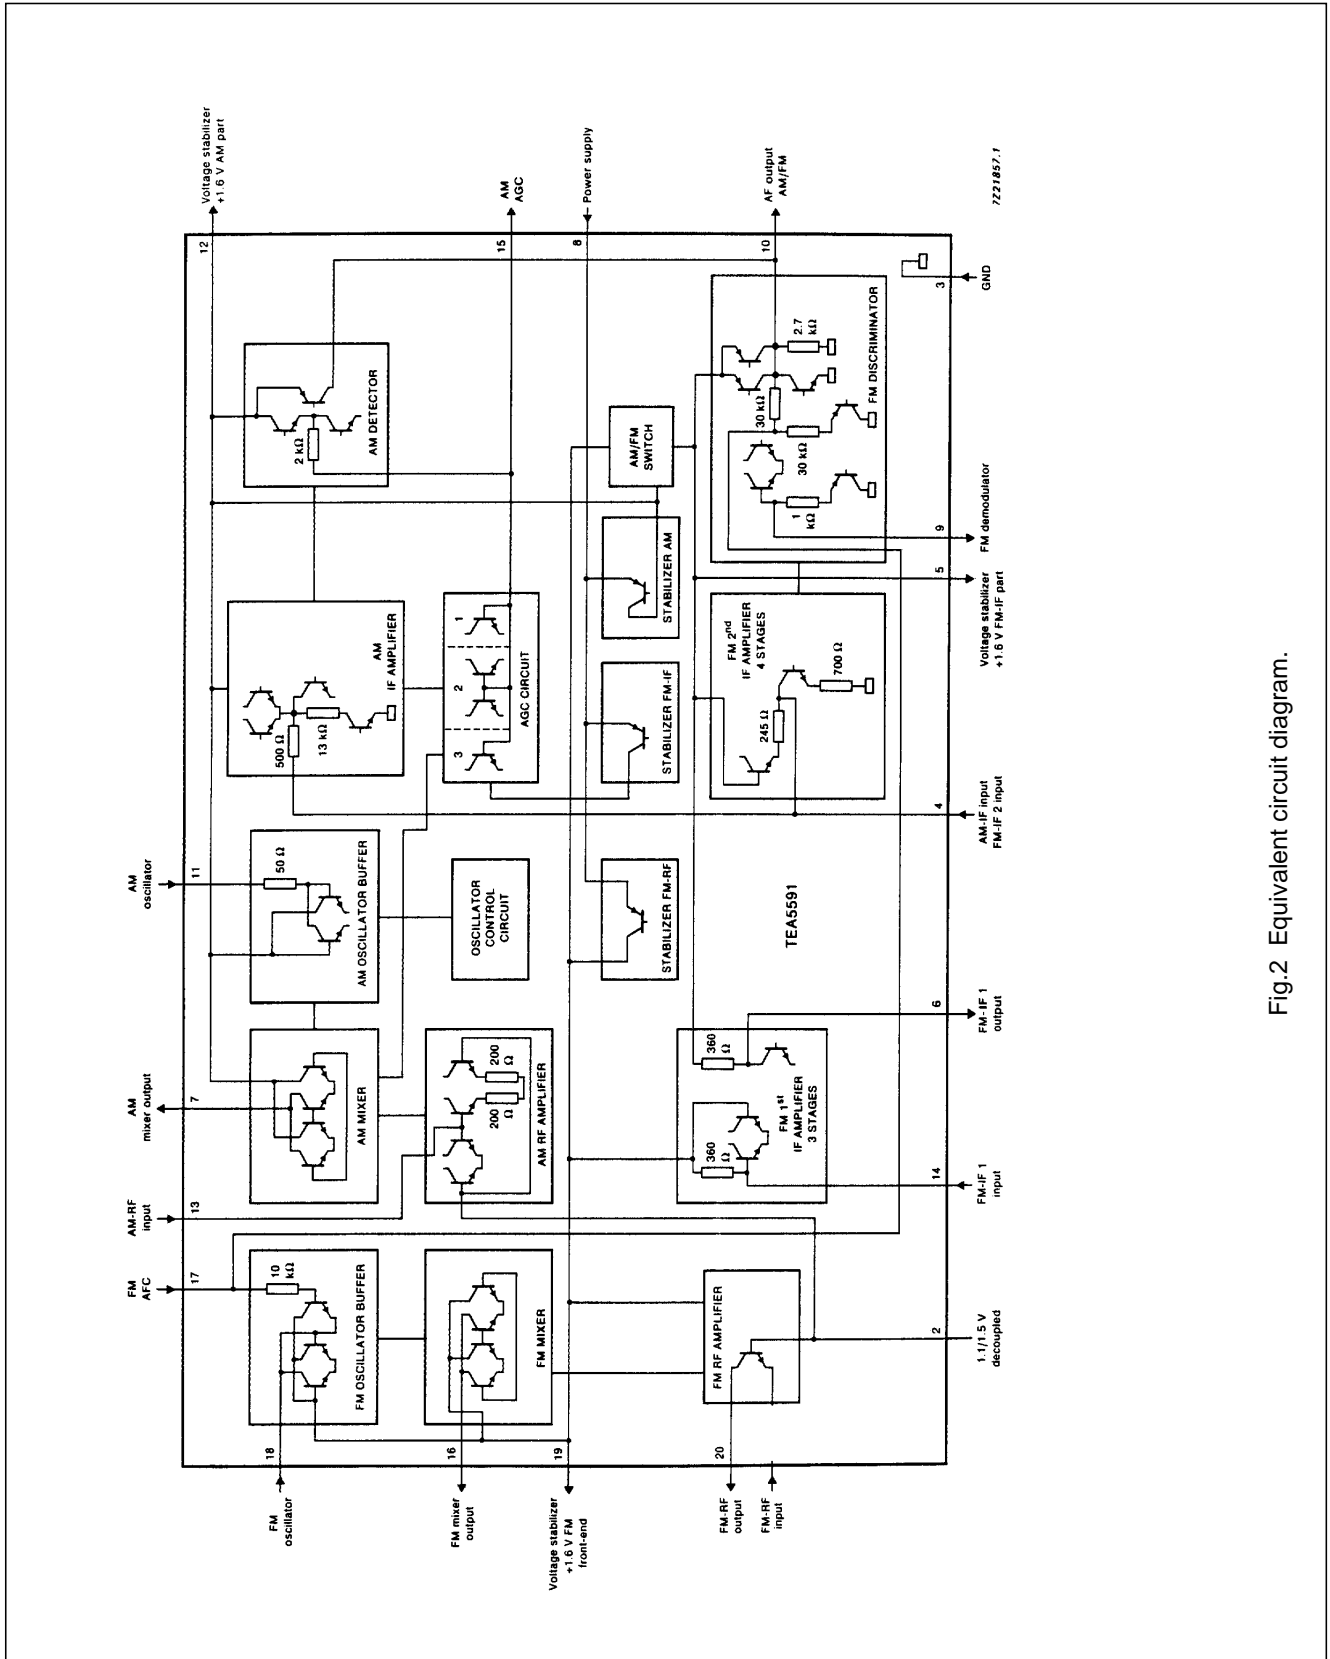 FM
AFC
17
AM-RF
input
13
AM
mixer output
7
AM
oscillator
11
Voltage stabilizer
+1.6 V AM part
12
FM
oscillator
18
10
kΩ
FM OSCILLATOR BUFFER
AM MIXER
50 Ω
AM OSCILLATOR BUFFER
500 Ω
13 kΩ
AM
IF AMPLIFIER
2 kΩ
AM DETECTOR
FM mixer
output
16
FM MIXER
200
Ω
200
Ω
AM RF AMPLIFIER
OSCILLATOR
CONTROL
CIRCUIT
3
2
1
AGC CIRCUIT
15
AM
AGC
Voltage stabilizer
+1.6 V FM
front-end
19
STABILIZER FM-RF
STABILIZER FM-IF
STABILIZER AM
AM/FM
SWITCH
8
Power supply
FM-RF
output
20
FM-RF
input
FM RF AMPLIFIER
360
Ω
360
Ω
FM 1st
IF AMPLIFIER
3 STAGES
TEA5591
245 Ω
700 Ω
FM 2nd
IF AMPLIFIER
4 STAGES
1
kΩ
30 kΩ
30 kΩ
2.7
kΩ
FM DISCRIMINATOR
10
AF output
AM/FM
2
1.1/1.5 V
decoupled
14
FM-IF 1
input
6
FM-IF 1
output
4
AM-IF input
FM-IF 2 input
5
Voltage stabilizer
+1.6 V FM-IF part
9
FM demodulator
3
GND
7Z21857.1
Fig.2 Equivalent circuit diagram.